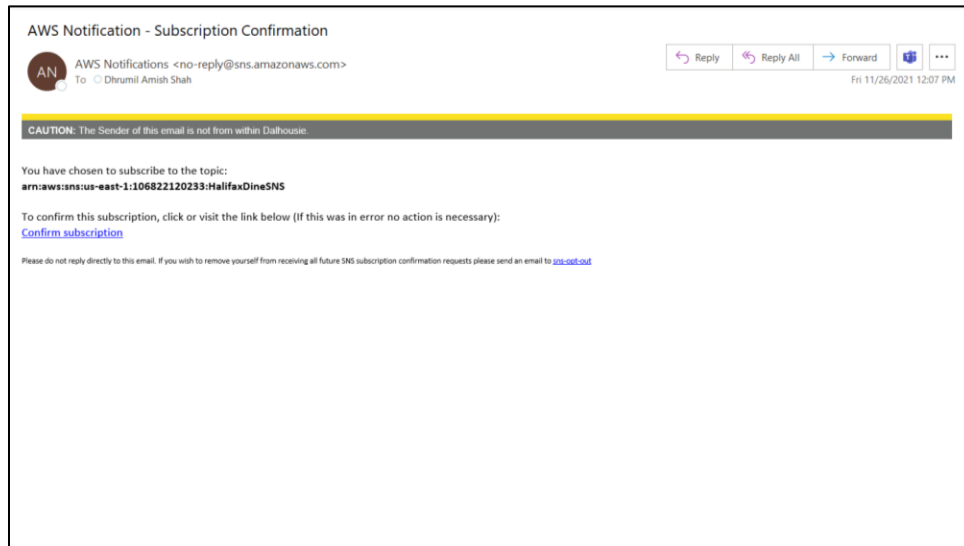 AWS Notification - Subscription Confirmation
AN
AWS Notifications <no-reply@sns.amazonaws.com>
To Dhrumil Amish Shah
Reply
Reply All
Forward
Fri 11/26/2021 12:07 PM
CAUTION: The Sender of this email is not from within Dalhousie.
You have chosen to subscribe to the topic:
arn:aws:sns:us-east-1:106822120233:HalifaxDineSNS
To confirm this subscription, click or visit the link below (If this was in error no action is necessary):
Confirm subscription
Please do not reply directly to this email. If you wish to remove yourself from receiving all future SNS subscription confirmation requests please send an email to sns-opt-out